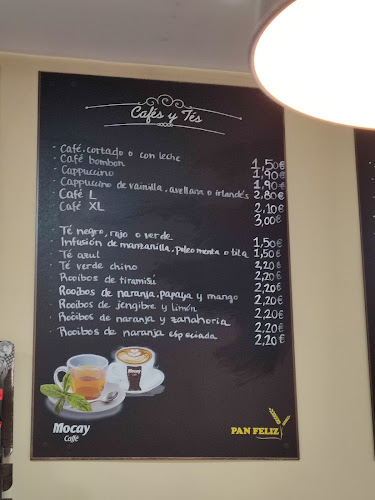 Cafés y Tés
· Café, cortado o con leche 1,50€
· Café bombon 1,90€
· Cappuccino 1,90€
· Cappuccino de vainilla, avellana o irlandés 2,80€
Café L 2,10€
· Café XL 3,00€
· Té negro, rojo o verde 1,50€
· Infusión de manzanilla, poleo menta o tila 1,50€
· Té azul 2,20€
· Té verde chino 2,20€
· Rooibos de tiramisú 2,20€
· Rooibos de naranja, papaya y mango 2,20€
· Rooibos de jengibre y limón 2,20€
· Rooibos de naranja y zanahoria 2,20€
· Rooibos de naranja especiada 2,20€
Mocay
Mocay
Caffè
PAN FELIZ